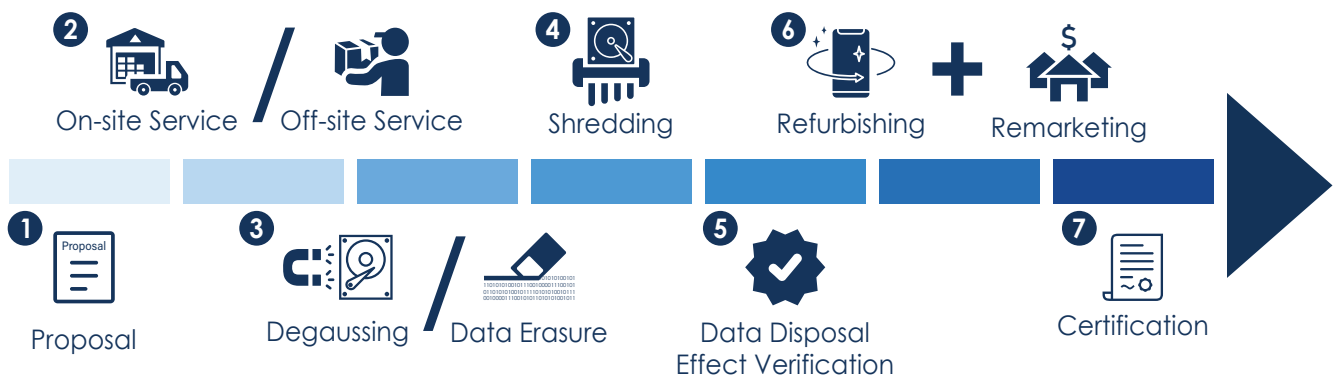 2
On-site Service
/
Off-site Service
4
Shredding
6
Refurbishing
+
$
Remarketing
1
Proposal
Proposal
3
Degaussing
/
Data Erasure
5
Data Disposal
Effect Verification
7
Certification